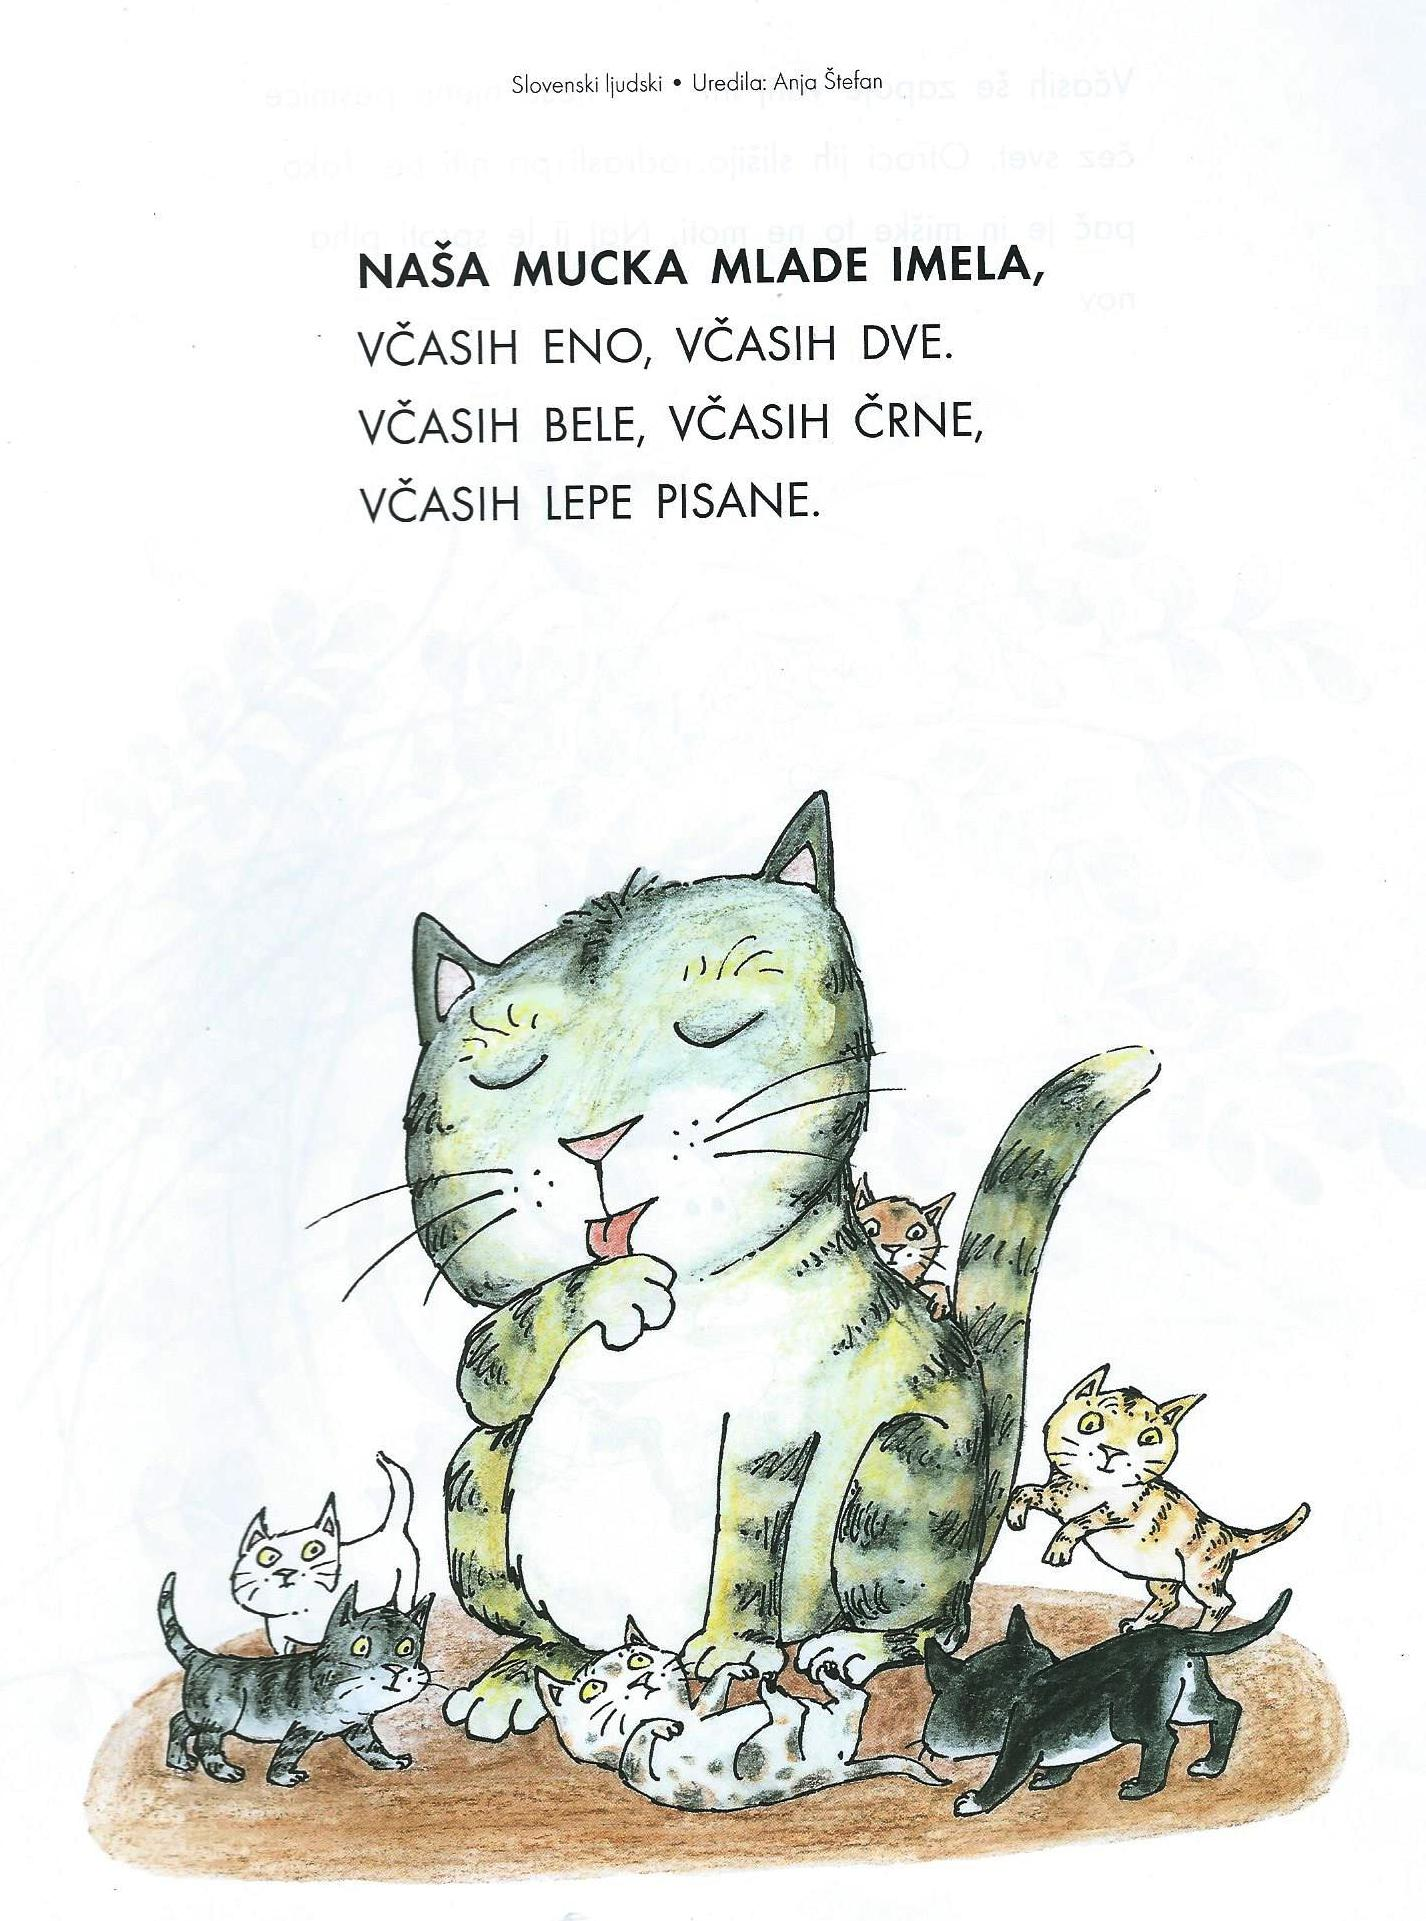 Slovenski ljudski • Uredila: Anja Štefan
NAŠA MUCKA MLADE IMELA,
VČASIH ENO, VČASIH DVE.
VČASIH BELE, VČASIH ČRNE,
VČASIH LEPE PISANE.